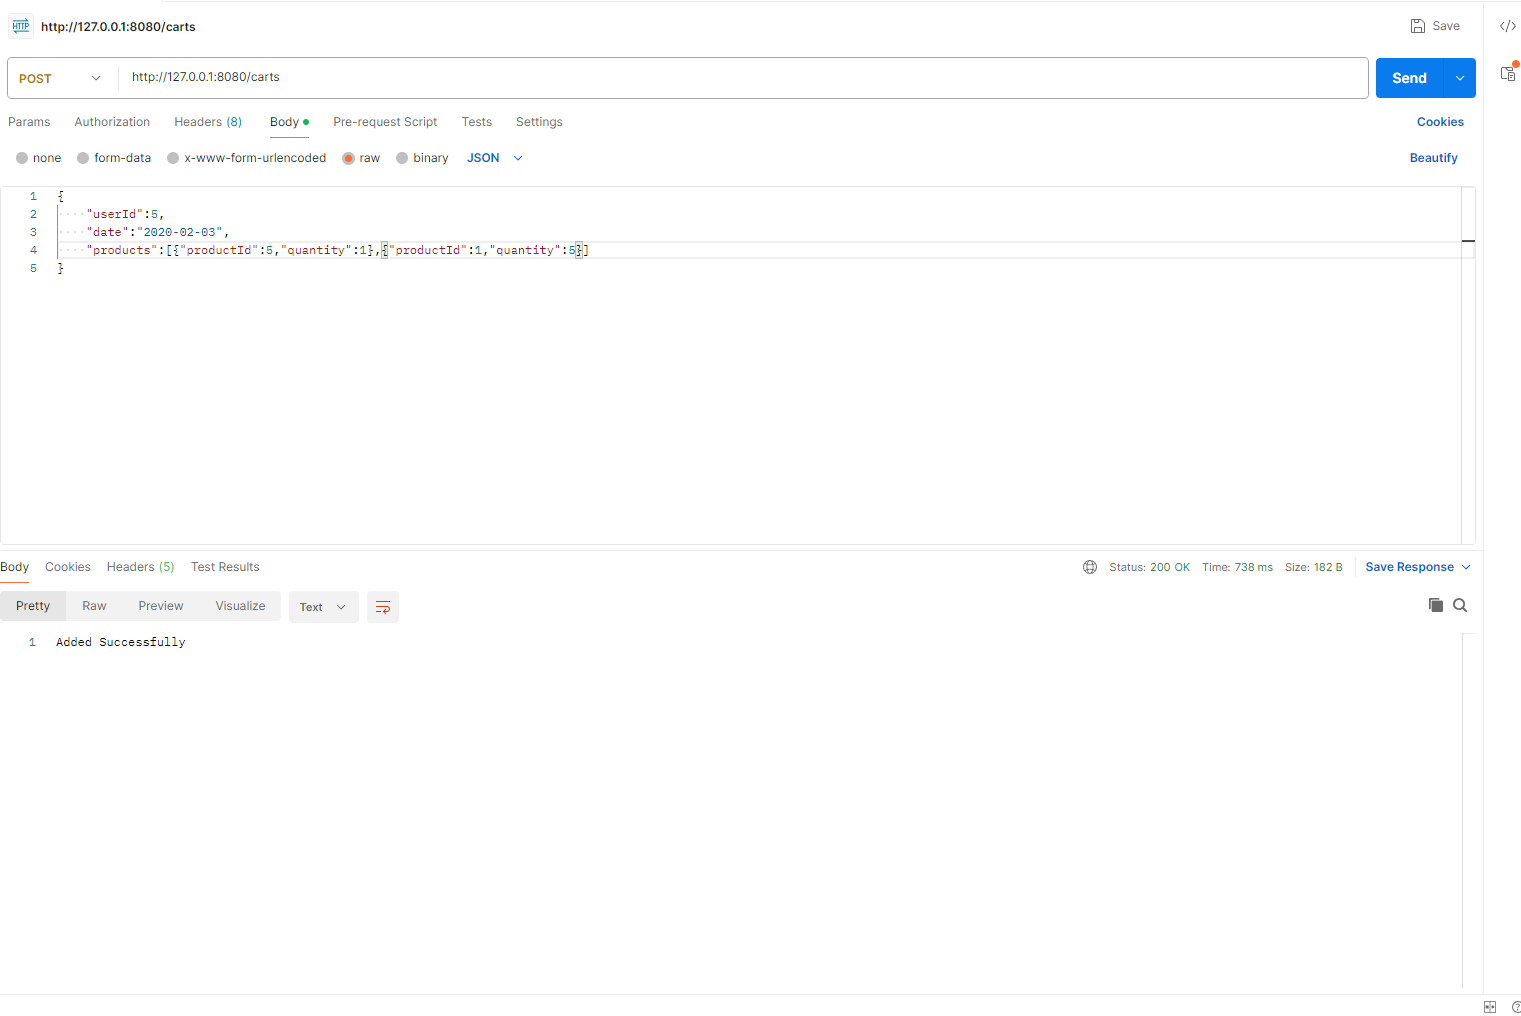 HTTP http://127.0.0.1:8080/carts Save
POST http://127.0.0.1:8080/carts Send
Params Authorization Headers (8) Body Pre-request Script Tests Settings Cookies
none form-data x-www-form-urlencoded raw binary JSON Beautify
1 {
2 "userId":5,
3 "date":"2020-02-03",
4 "products":[{"productId":5,"quantity":1},{"productId":1,"quantity":5}]
5 }
Body Cookies Headers (5) Test Results Status: 200 OK Time: 738 ms Size: 182 B Save Response
Pretty Raw Preview Visualize Text
1 Added Successfully